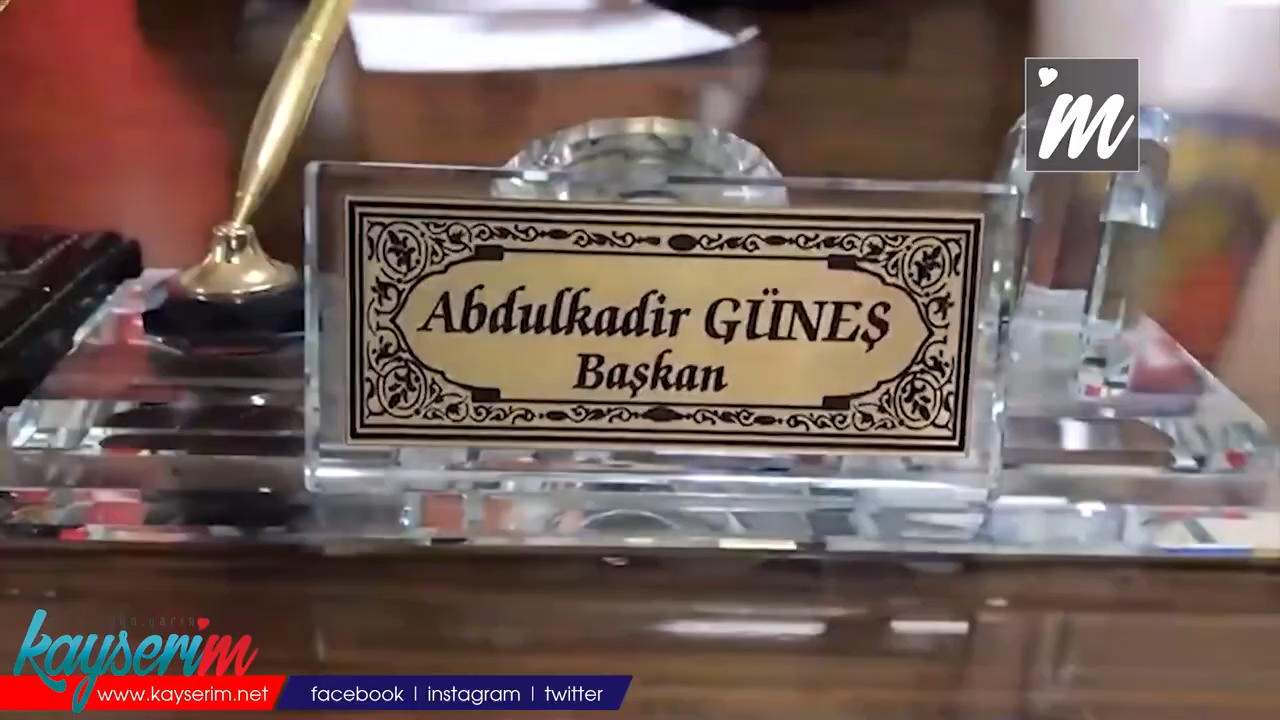 'm
Abdulkadir GÜNEŞ
Başkan
kayserim
www.kayserim.net
facebook | instagram | twitter